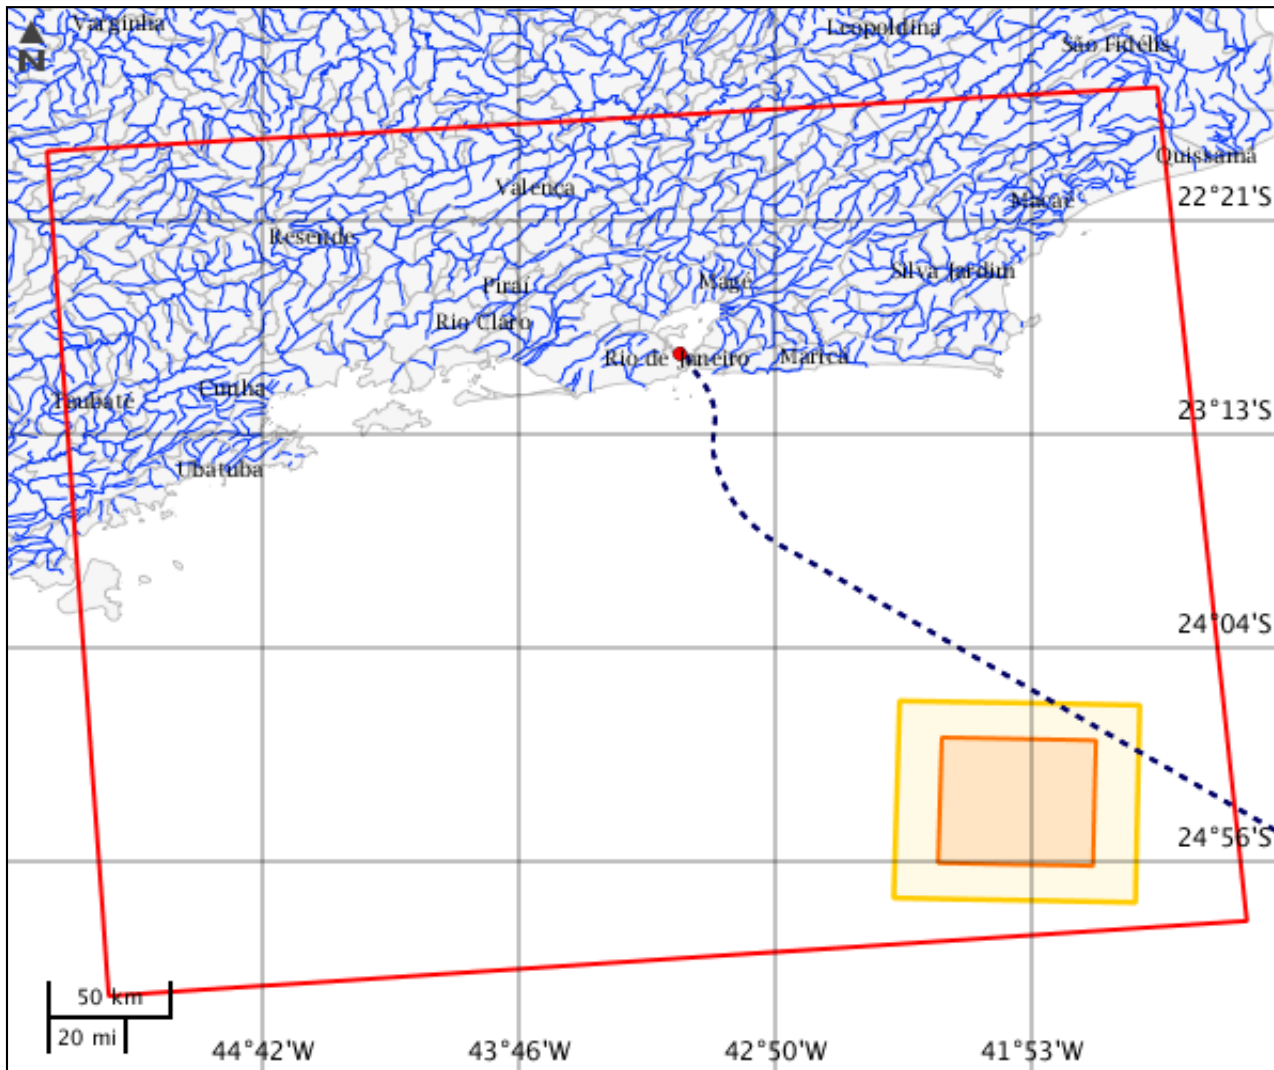 Varginha
Leopoldina
São Fidélis
N
Quissamã
Valença
22°21'S
Macaé
Resende
Silva Jardim
Piraí
Magé
Rio Claro
Rio de Janeiro
Maricá
Cunha
Taubaté
23°13'S
Ubatuba
24°04'S
24°56'S
50 km
20 mi
44°42'W
43°46'W
42°50'W
41°53'W